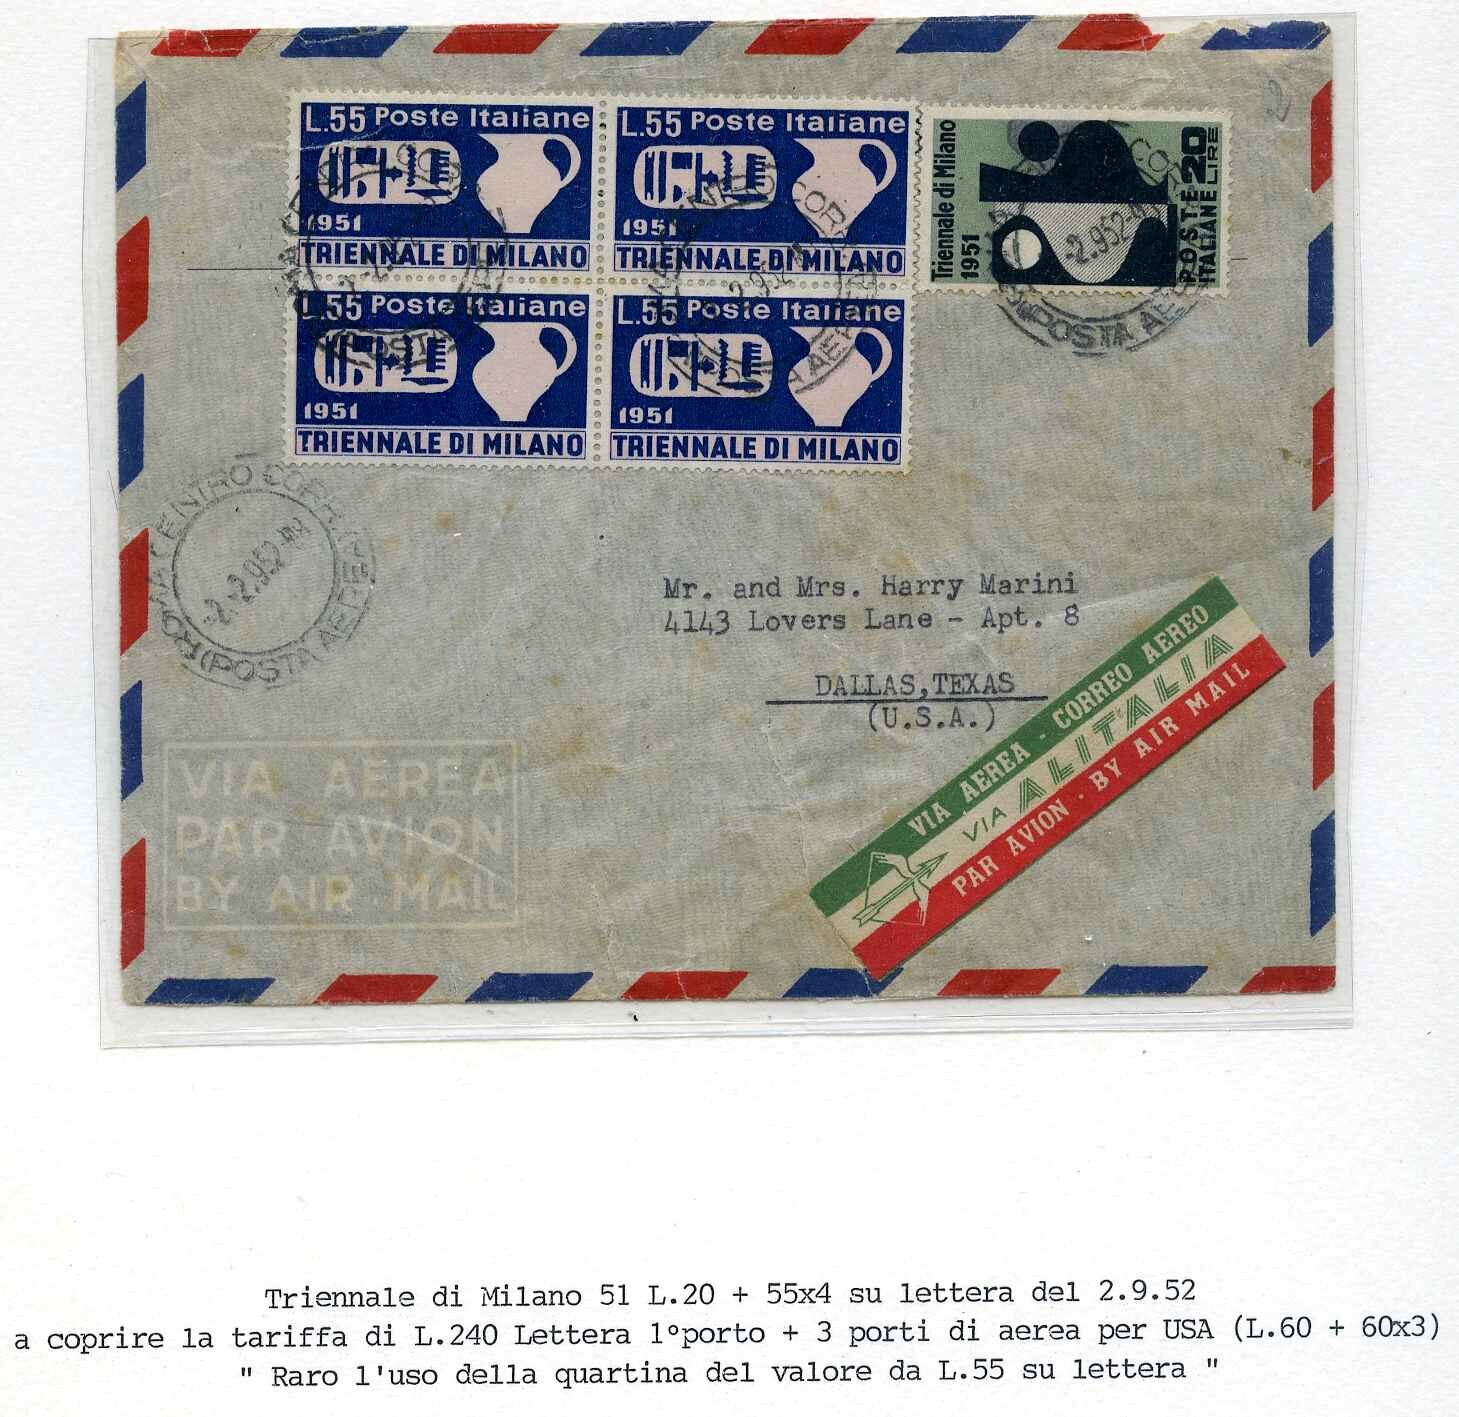 L.55 Poste Italiane
1951
TRIENNALE DI MILANO
L.55 Poste Italiane
1951
TRIENNALE DI MILANO
Triennale di Milano
1951
POSTE
ITALIANE
20
LIRE
L.55 Poste Italiane
1951
TRIENNALE DI MILANO
L.55 Poste Italiane
1951
TRIENNALE DI MILANO
2
ROMA CENTRO CORR.
-2.9.52
(POSTA AEREA)
Mr. and Mrs. Harry Marini
4143 Lovers Lane - Apt. 8
DALLAS, TEXAS
(U.S.A.)
VIA AEREA
PAR AVION
BY AIR MAIL
VIA AEREA - CORREO AEREO
VIA ALITALIA
PAR AVION - BY AIR MAIL
Triennale di Milano 51 L.20 + 55x4 su lettera del 2.9.52
a coprire la tariffa di L.240 Lettera 1°porto + 3 porti di aerea per USA (L.60 + 60x3)
" Raro l'uso della quartina del valore da L.55 su lettera "